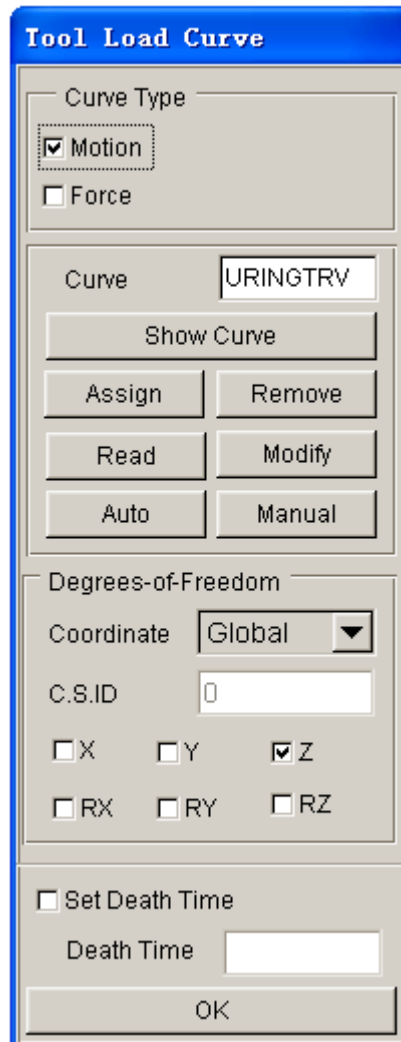 Tool Load Curve
Curve Type
Motion
Force
Curve URINGTRV
Show Curve
Assign Remove
Read Modify
Auto Manual
Degrees-of-Freedom
Coordinate Global
C.S.ID 0
X Y Z
RX RY RZ
Set Death Time
Death Time
OK